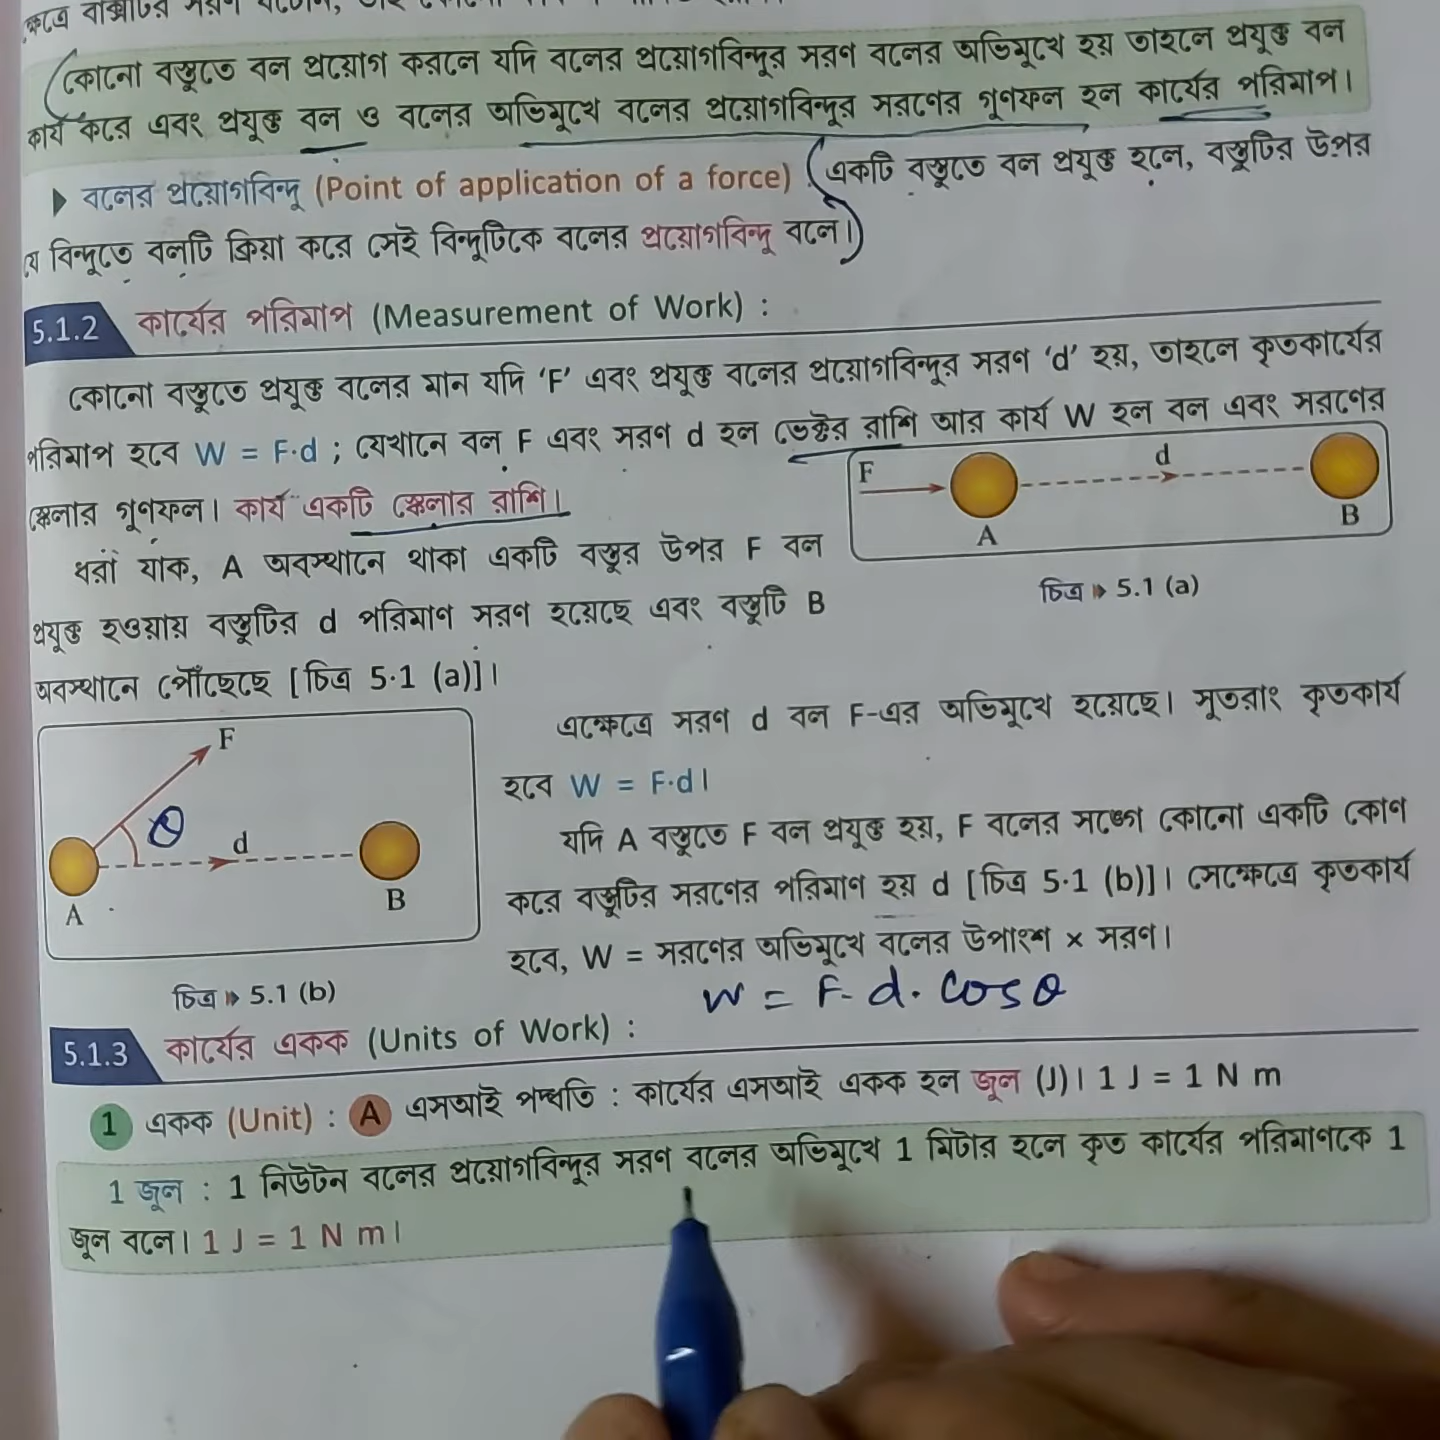 কোনো বস্তুতে বল প্রয়োগ করলে যদি বলের প্রয়োগবিন্দুর সরণ বলের অভিমুখে হয় তাহলে প্রযুক্ত বল
কার্য করে এবং প্রযুক্ত বল ও বলের অভিমুখে বলের প্রয়োগবিন্দুর সরণের গুণফল হল কার্যের পরিমাপ।
▶ বলের প্রয়োগবিন্দু (Point of application of a force) : একটি বস্তুতে বল প্রযুক্ত হলে, বস্তুটির উপর
যে বিন্দুতে বলটি ক্রিয়া করে সেই বিন্দুটিকে বলের প্রয়োগবিন্দু বলে।
5.1.2 কার্যের পরিমাপ (Measurement of Work) :
কোনো বস্তুতে প্রযুক্ত বলের মান যদি ‘F’ এবং প্রযুক্ত বলের প্রয়োগবিন্দুর সরণ ‘d’ হয়, তাহলে কৃতকার্যের
পরিমাপ হবে W = F·d ; যেখানে বল F এবং সরণ d হল ভেক্টর রাশি আর কার্য W হল বল এবং সরণের
স্কেলার গুণফল। কার্য একটি স্কেলার রাশি।
F d
A B
চিত্র 5.1 (a)
ধরা যাক, A অবস্থানে থাকা একটি বস্তুর উপর F বল
প্রযুক্ত হওয়ায় বস্তুটির d পরিমাণ সরণ হয়েছে এবং বস্তুটি B
অবস্থানে পৌঁছেছে [চিত্র 5·1 (a)]।
F
θ
d
A B
চিত্র 5.1 (b)
এক্ষেত্রে সরণ d বল F-এর অভিমুখে হয়েছে। সুতরাং কৃতকার্য
হবে W = F·d।
যদি A বস্তুতে F বল প্রযুক্ত হয়, F বলের সঙ্গে কোনো একটি কোণ
করে বস্তুটির সরণের পরিমাণ হয় d [চিত্র 5·1 (b)]। সেক্ষেত্রে কৃতকার্য
হবে, W = সরণের অভিমুখে বলের উপাংশ × সরণ।
W = F. d. cosθ
5.1.3 কার্যের একক (Units of Work) :
1 একক (Unit) : A এসআই পদ্ধতি : কার্যের এসআই একক হল জুল (J)। 1 J = 1 N m
1 জুল : 1 নিউটন বলের প্রয়োগবিন্দুর সরণ বলের অভিমুখে 1 মিটার হলে কৃত কার্যের পরিমাণকে 1
জুল বলে। 1 J = 1 N m।